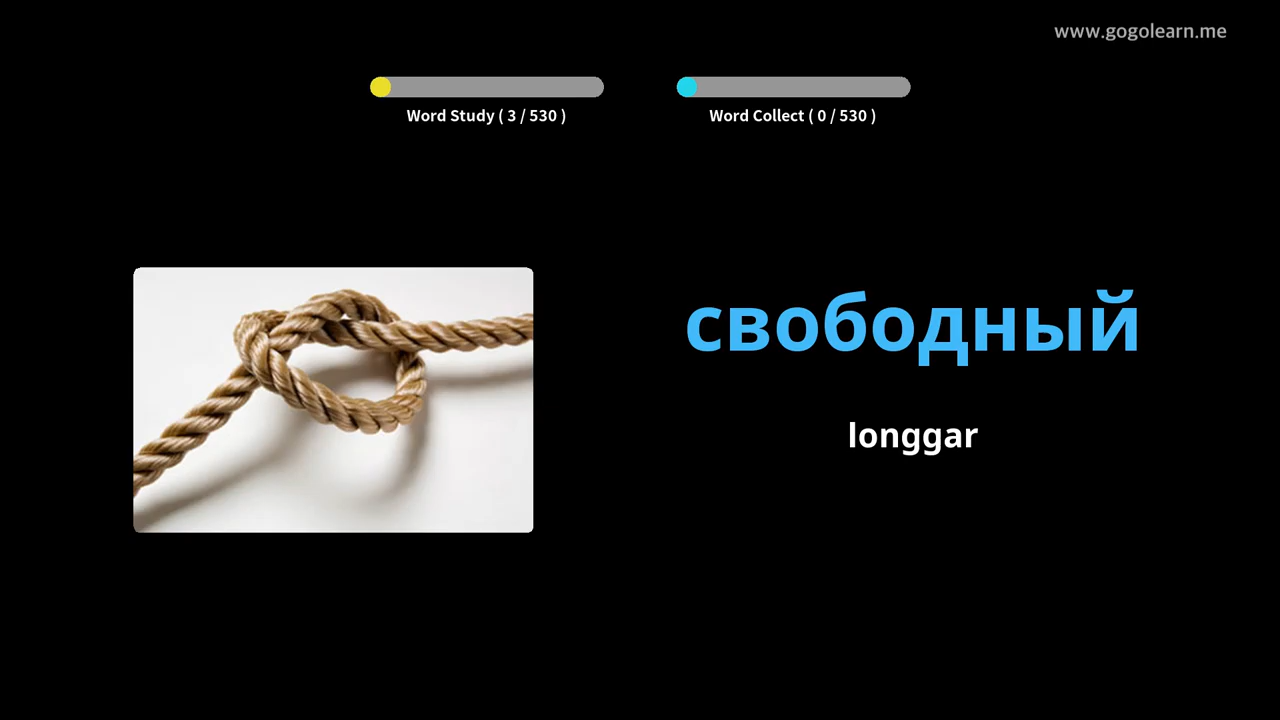 www.gogolearn.me
Word Study ( 3 / 530 )
Word Collect ( 0 / 530 )
свободный
longgar